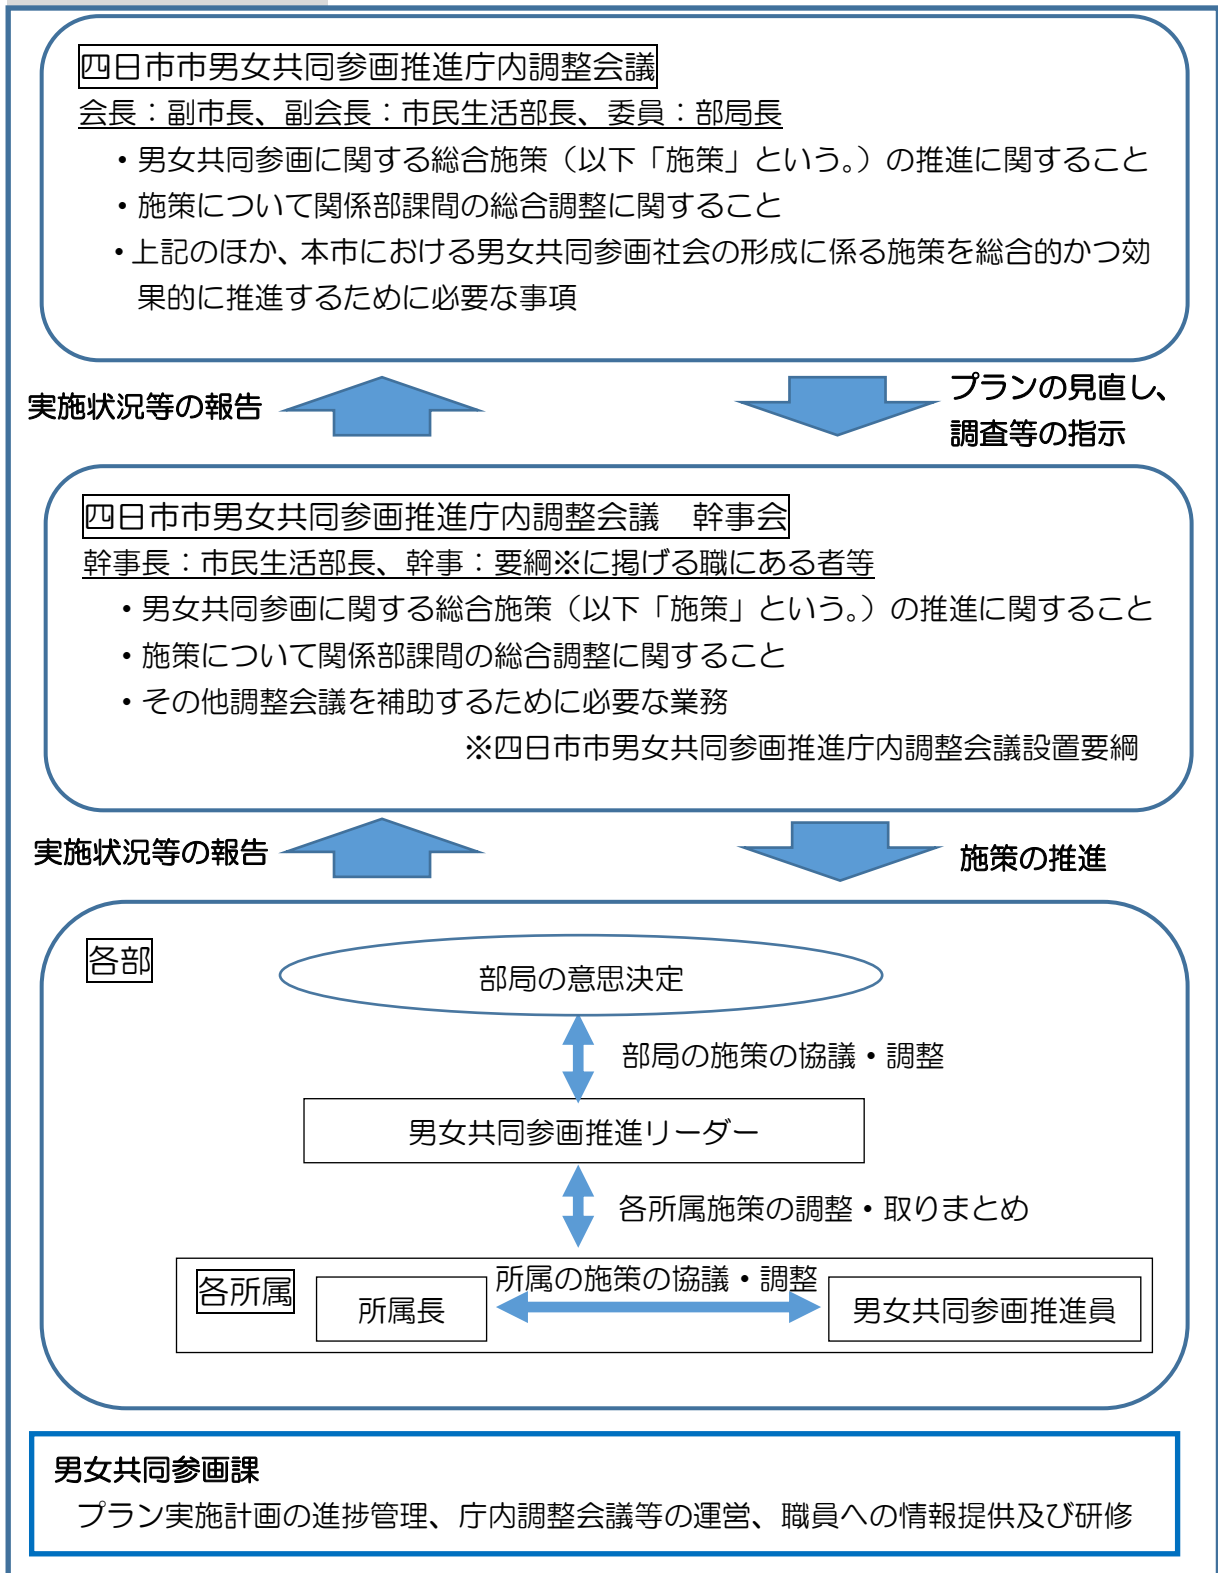 四日市市男女共同参画推進庁内調整会議
会長：副市長、副会長：市民生活部長、委員：部局長
・男女共同参画に関する総合施策（以下「施策」という。）の推進に関すること
・施策について関係部課間の総合調整に関すること
・上記のほか、本市における男女共同参画社会の形成に係る施策を総合的かつ効
果的に推進するために必要な事項
実施状況等の報告
プランの見直し、
調査等の指示
四日市市男女共同参画推進庁内調整会議　幹事会
幹事長：市民生活部長、幹事：要綱※に掲げる職にある者等
・男女共同参画に関する総合施策（以下「施策」という。）の推進に関すること
・施策について関係部課間の総合調整に関すること
・その他調整会議を補助するために必要な業務
※四日市市男女共同参画推進庁内調整会議設置要綱
実施状況等の報告
施策の推進
各部
部局の意思決定
部局の施策の協議・調整
男女共同参画推進リーダー
各所属施策の調整・取りまとめ
各所属
所属の施策の協議・調整
所属長
男女共同参画推進員
男女共同参画課
プラン実施計画の進捗管理、庁内調整会議等の運営、職員への情報提供及び研修